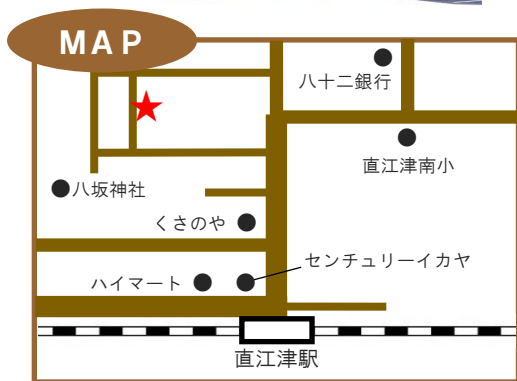 MAP
八十二銀行
直江津南小
八坂神社
くさのや
センチュリーイカヤ
ハイマート
直江津駅